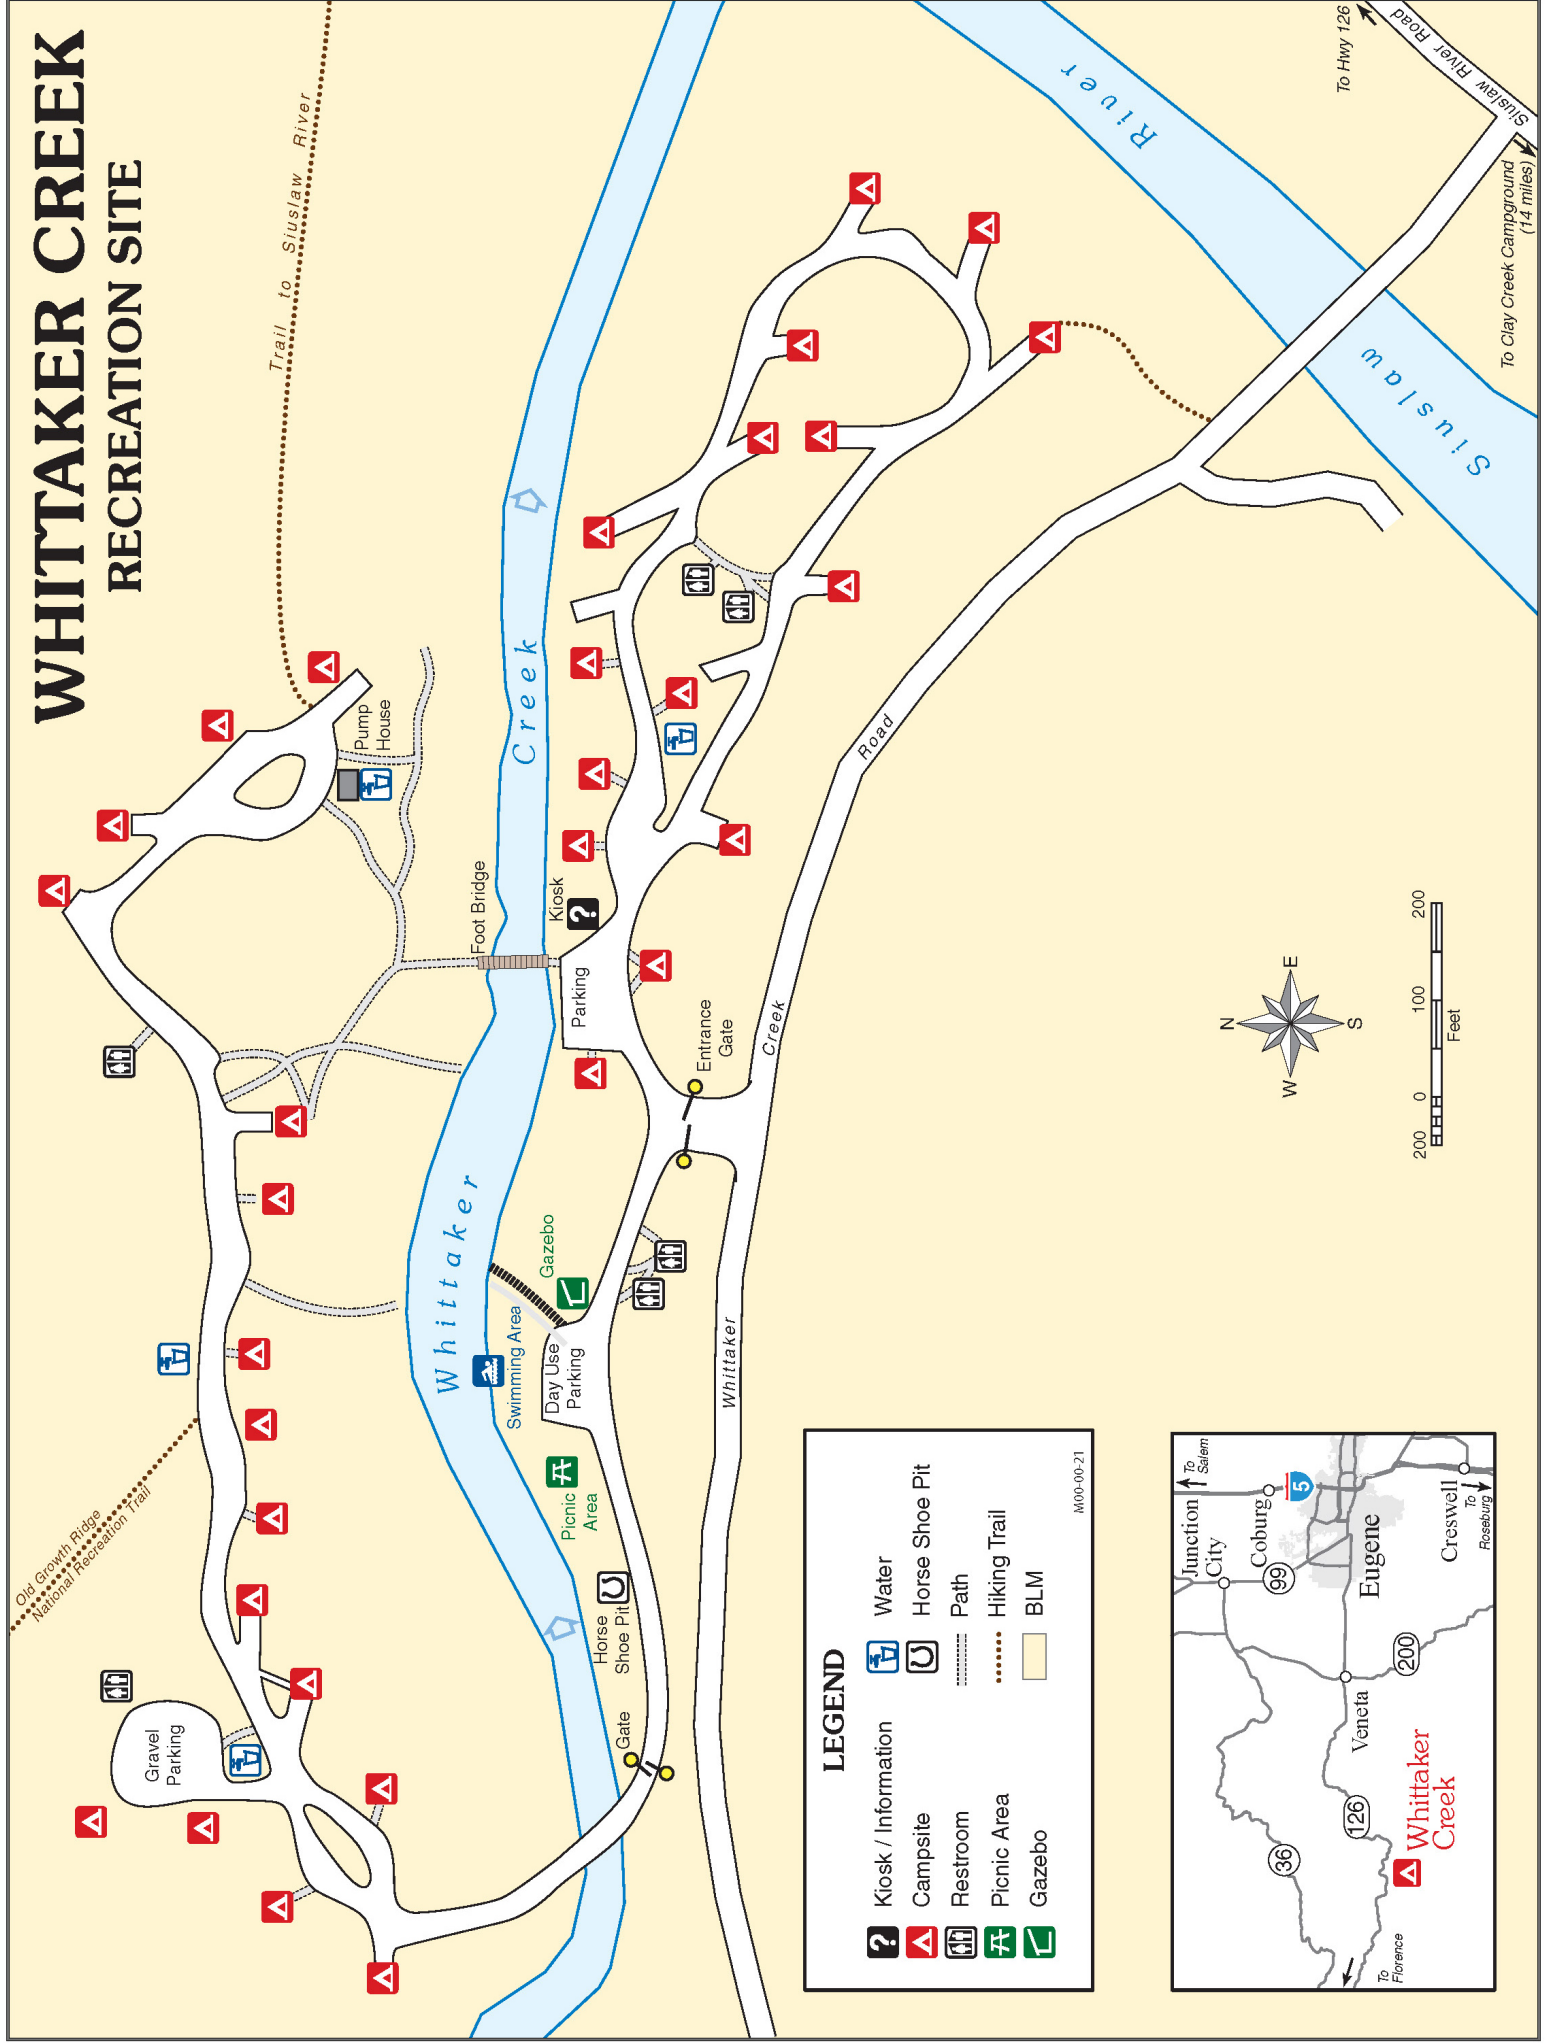 WHITTAKER CREEK
RECREATION SITE
Trail to Siuslaw River
Old Growth Ridge
National Recreation Trail
Gravel
Parking
Pump
House
Foot Bridge
Kiosk
?
Parking
Whittaker
Creek
Swimming Area
Gazebo
Day Use
Parking
Picnic
Area
Horse
Shoe Pit
Gate
Entrance
Gate
Whittaker
Creek
Road
Siuslaw
River
To Hwy 126
Siuslaw River Road
To Clay Creek Campground
(14 miles)
N
W
E
S
200
0
100
200
Feet
LEGEND
? Kiosk / Information
Campsite
Restroom
Picnic Area
Gazebo
Water
Horse Shoe Pit
Path
Hiking Trail
BLM
M00-00-21
To
Salem
Junction
City
Coburg
5
99
Eugene
Creswell
To
Roseburg
200
Veneta
126
36
Whittaker
Creek
To
Florence